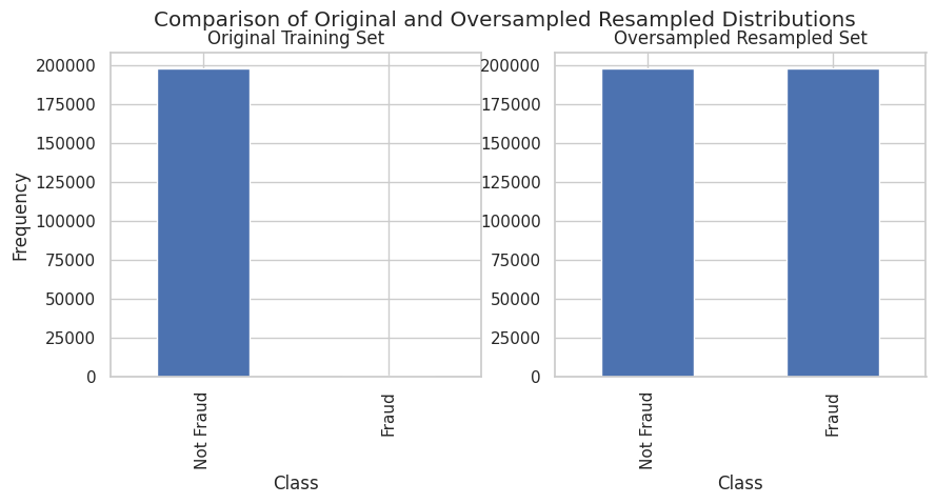 Comparison of Original and Oversampled Resampled Distributions
Original Training Set
200000
175000
150000
125000
100000
75000
50000
25000
0
Frequency
Not Fraud
Fraud
Class
Oversampled Resampled Set
200000
175000
150000
125000
100000
75000
50000
25000
0
Not Fraud
Fraud
Class